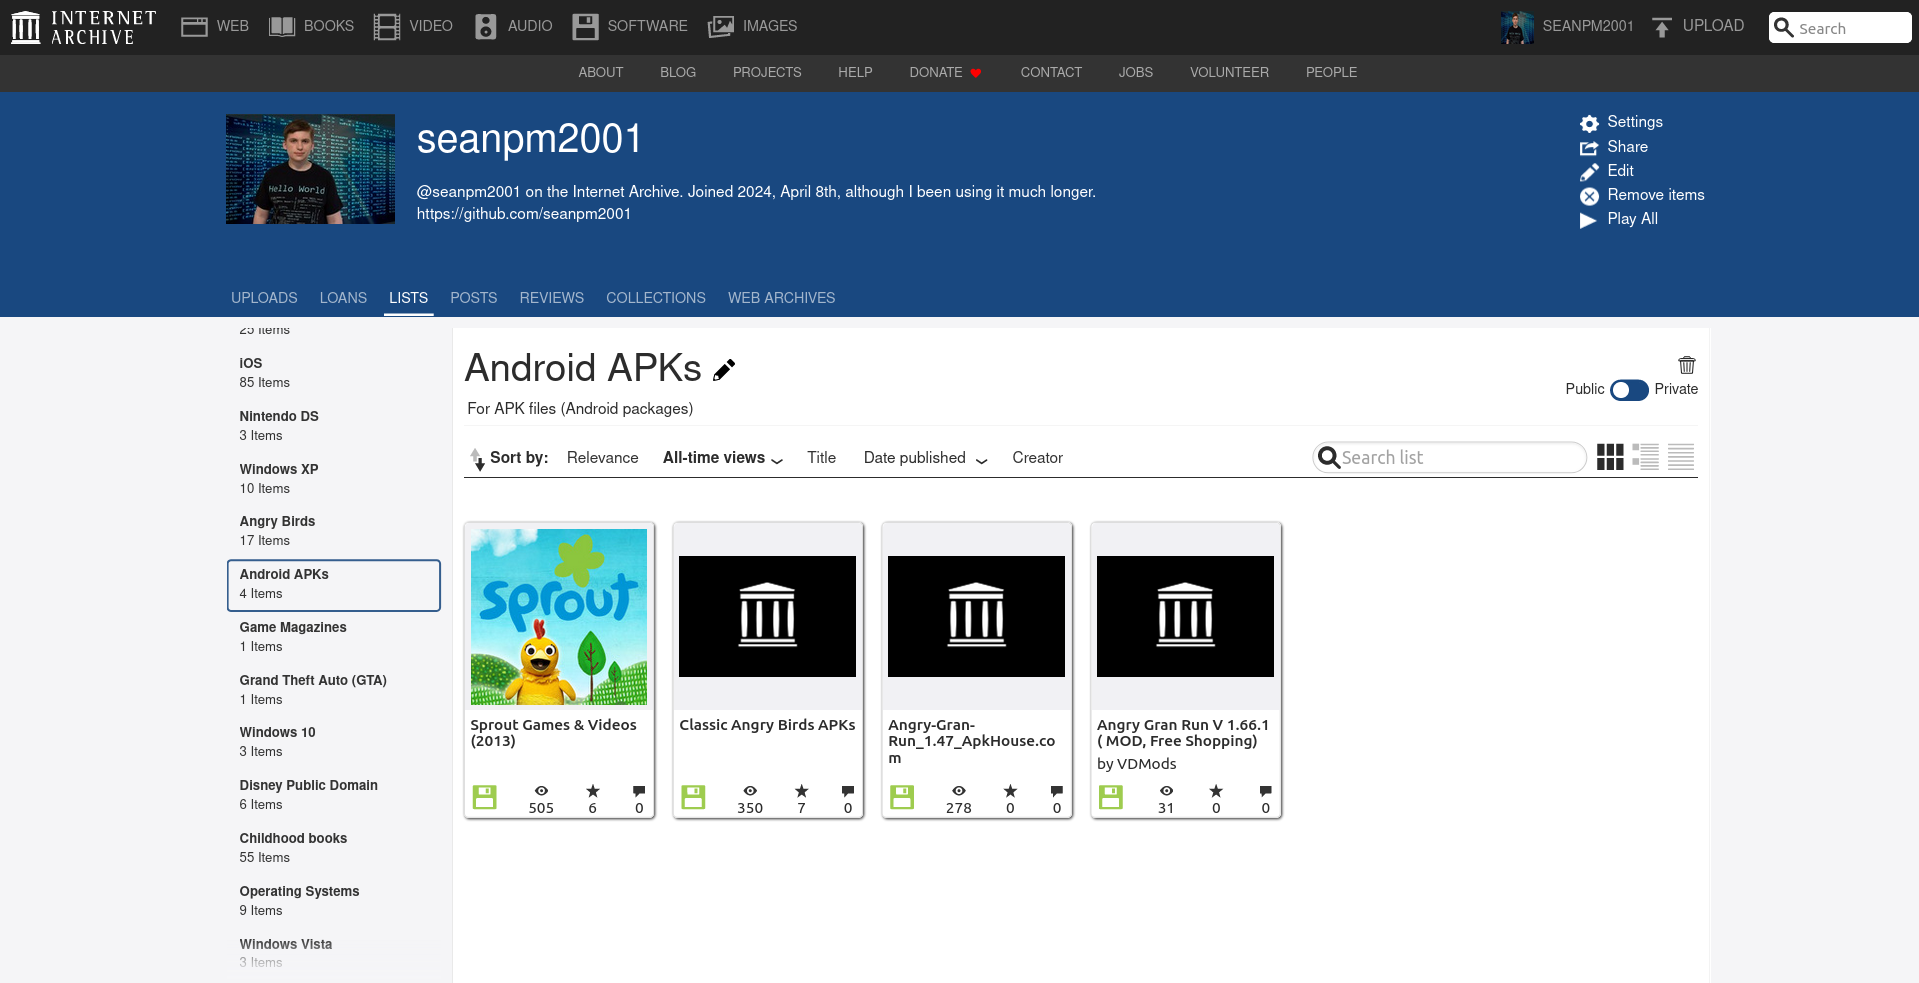 INTERNET
ARCHIVE
WEB
BOOKS
VIDEO
AUDIO
SOFTWARE
IMAGES
SEANPM2001
UPLOAD
Search
ABOUT
BLOG
PROJECTS
HELP
DONATE
CONTACT
JOBS
VOLUNTEER
PEOPLE
Hello World
seanpm2001
@seanpm2001 on the Internet Archive. Joined 2024, April 8th, although I been using it much longer.
https://github.com/seanpm2001
Settings
Share
Edit
Remove items
Play All
UPLOADS
LOANS
LISTS
POSTS
REVIEWS
COLLECTIONS
WEB ARCHIVES
25 Items
iOS
85 Items
Nintendo DS
3 Items
Windows XP
10 Items
Angry Birds
17 Items
Android APKs
4 Items
Game Magazines
1 Items
Grand Theft Auto (GTA)
1 Items
Windows 10
3 Items
Disney Public Domain
6 Items
Childhood books
55 Items
Operating Systems
9 Items
Windows Vista
3 Items
Android APKs
For APK files (Android packages)
Public
Private
Sort by:
Relevance
All-time views
Title
Date published
Creator
Search list
sprout
Sprout Games & Videos
(2013)
505
6
0
Classic Angry Birds APKs
350
7
0
Angry-Gran-
Run_1.47_ApkHouse.co
m
278
0
0
Angry Gran Run V 1.66.1
( MOD, Free Shopping)
by VDMods
31
0
0